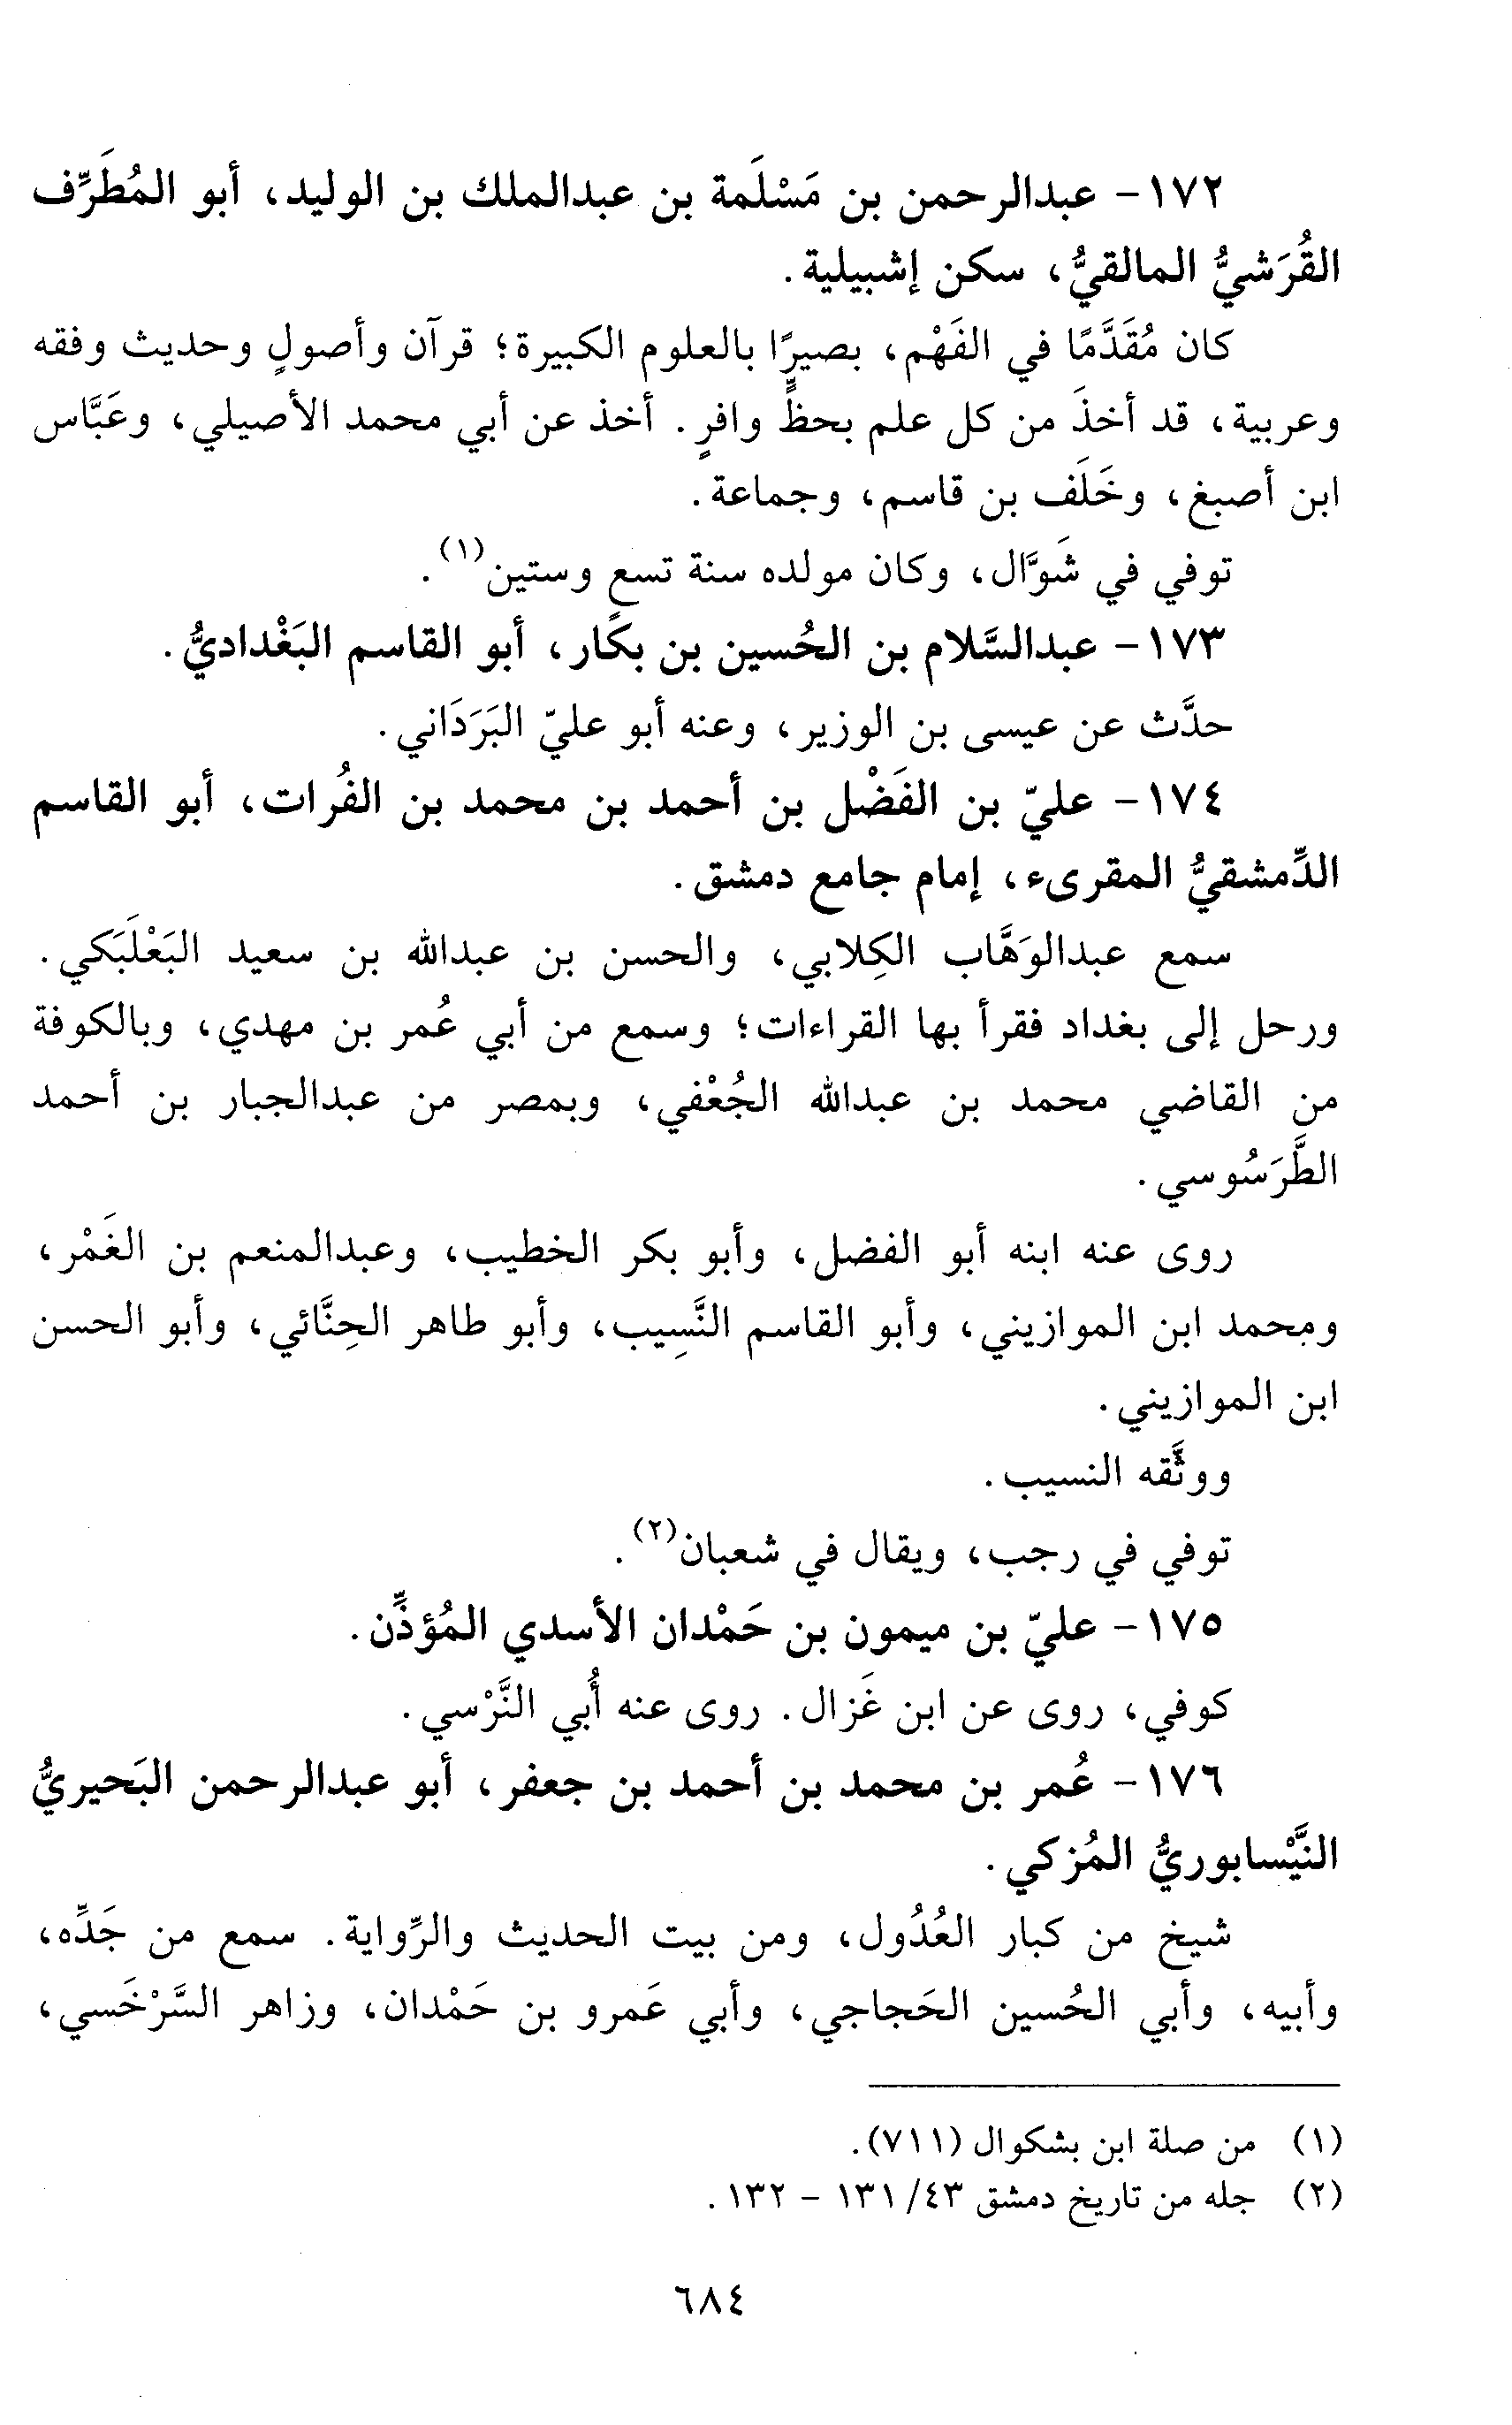 ١٧٢- عبدالرحمن بن مَسْلَمة بن عبدالملك بن الوليد، أبو المُطَرِّف
القُرَشيُّ المالقيُّ، سكن إشبيلية.
كان مُقَدَّمًا في الفَهْم، بصيرًا بالعلوم الكبيرة؛ قرآن وأصولٍ وحديث وفقه
وعربية، قد أخذَ من كل علم بحظٍّ وافرٍ. أخذ عن أبي محمد الأصيلي، وعَبَّاس
ابن أصبغ، وخَلَف بن قاسم، وجماعة.
توفي في شَوَّال، وكان مولده سنة تسع وستين(١).
١٧٣- عبدالسَّلام بن الحُسين بن بكَّار، أبو القاسم البَغْداديُّ.
حدَّث عن عيسى بن الوزير، وعنه أبو عليّ البَرَدَاني.
١٧٤- عليّ بن الفَضْل بن أحمد بن محمد بن الفُرات، أبو القاسم
الدِّمشقيُّ المقرىء، إمام جامع دمشق.
سمع عبدالوَهَّاب الكِلابي، والحسن بن عبدالله بن سعيد البَعْلَبَكي.
ورحل إلى بغداد فقرأ بها القراءات؛ وسمع من أبي عُمر بن مهدي، وبالكوفة
من القاضي محمد بن عبدالله الجُعْفي، وبمصر من عبدالجبار بن أحمد
الطَّرَسُوسي.
روى عنه ابنه أبو الفضل، وأبو بكر الخطيب، وعبدالمنعم بن الغَمْر،
ومحمد ابن الموازيني، وأبو القاسم النَّسِيب، وأبو طاهر الحِنَّائي، وأبو الحسن
ابن الموازيني.
ووثَّقه النسيب.
توفي في رجب، ويقال في شعبان(٢).
١٧٥- عليّ بن ميمون بن حَمْدان الأسدي المُؤذِّن.
كوفي، روى عن ابن غَزال. روى عنه أُبي النَّرْسي.
١٧٦- عُمر بن محمد بن أحمد بن جعفر، أبو عبدالرحمن البَحيريُّ
النَّيْسابوريُّ المُزكي.
شيخ من كبار العُدُول، ومن بيت الحديث والرِّواية. سمع من جَدِّه،
وأبيه، وأبي الحُسين الحَجاجي، وأبي عَمرو بن حَمْدان، وزاهر السَّرْخَسي،
(١) من صلة ابن بشكوال (٧١١).
(٢) جله من تاريخ دمشق ٤٣/ ١٣١ - ١٣٢.
٦٨٤